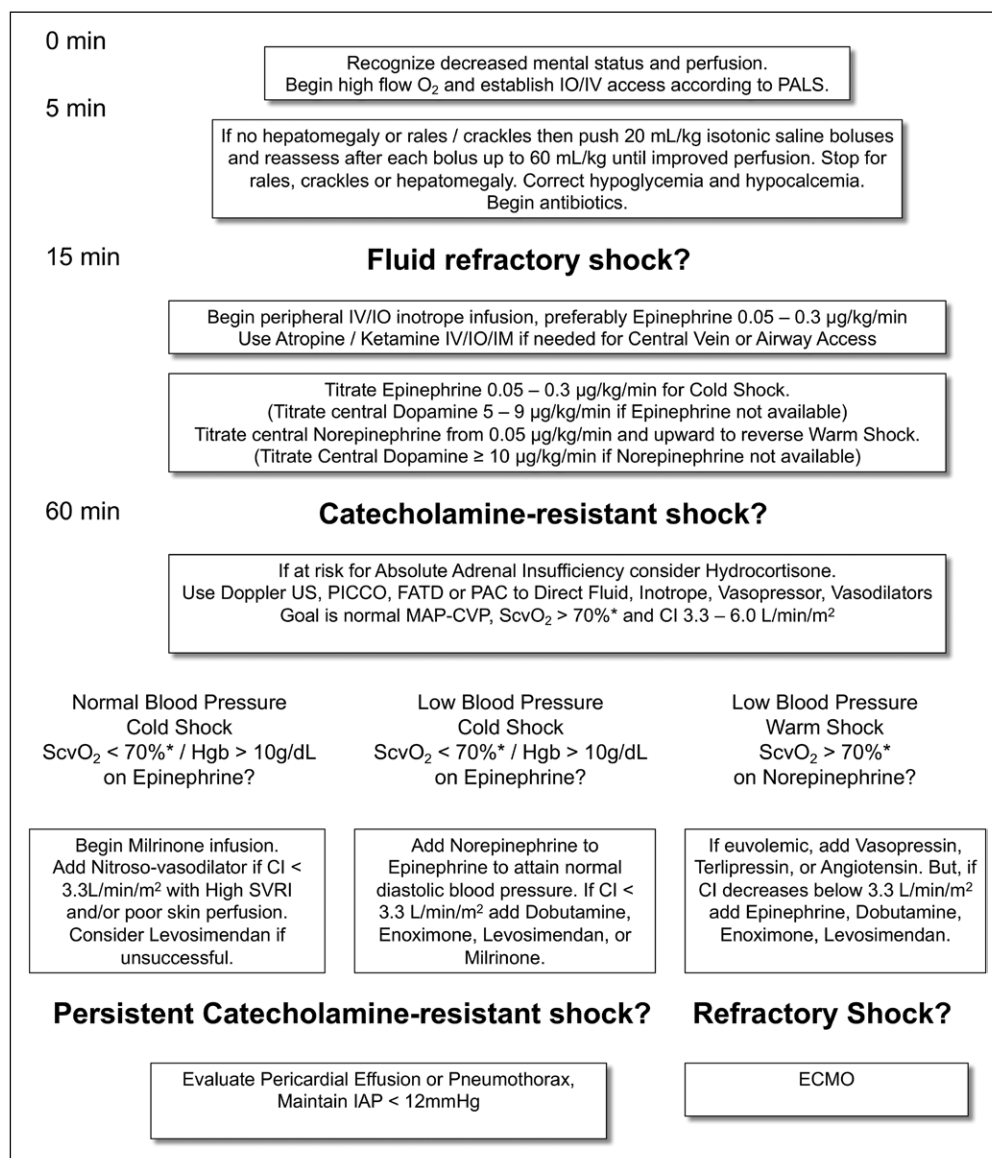 0 min
Recognize decreased mental status and perfusion.
Begin high flow O₂ and establish IO/IV access according to PALS.
5 min
If no hepatomegaly or rales / crackles then push 20 mL/kg isotonic saline boluses
and reassess after each bolus up to 60 mL/kg until improved perfusion. Stop for
rales, crackles or hepatomegaly. Correct hypoglycemia and hypocalcemia.
Begin antibiotics.
15 min
Fluid refractory shock?
Begin peripheral IV/IO inotrope infusion, preferably Epinephrine 0.05 – 0.3 µg/kg/min
Use Atropine / Ketamine IV/IO/IM if needed for Central Vein or Airway Access
Titrate Epinephrine 0.05 – 0.3 µg/kg/min for Cold Shock.
(Titrate central Dopamine 5 – 9 µg/kg/min if Epinephrine not available)
Titrate central Norepinephrine from 0.05 µg/kg/min and upward to reverse Warm Shock.
(Titrate Central Dopamine ≥ 10 µg/kg/min if Norepinephrine not available)
60 min
Catecholamine-resistant shock?
If at risk for Absolute Adrenal Insufficiency consider Hydrocortisone.
Use Doppler US, PICCO, FATD or PAC to Direct Fluid, Inotrope, Vasopressor, Vasodilators
Goal is normal MAP-CVP, ScvO₂ > 70%* and CI 3.3 – 6.0 L/min/m²
Normal Blood Pressure
Cold Shock
ScvO₂ < 70%* / Hgb > 10g/dL
on Epinephrine?
Low Blood Pressure
Cold Shock
ScvO₂ < 70%* / Hgb > 10g/dL
on Epinephrine?
Low Blood Pressure
Warm Shock
ScvO₂ > 70%*
on Norepinephrine?
Begin Milrinone infusion.
Add Nitroso-vasodilator if CI <
3.3L/min/m² with High SVRI
and/or poor skin perfusion.
Consider Levosimendan if
unsuccessful.
Add Norepinephrine to
Epinephrine to attain normal
diastolic blood pressure. If CI <
3.3 L/min/m² add Dobutamine,
Enoximone, Levosimendan, or
Milrinone.
If euvolemic, add Vasopressin,
Terlipressin, or Angiotensin. But, if
CI decreases below 3.3 L/min/m²
add Epinephrine, Dobutamine,
Enoximone, Levosimendan.
Persistent Catecholamine-resistant shock?
Refractory Shock?
Evaluate Pericardial Effusion or Pneumothorax,
Maintain IAP < 12mmHg
ECMO